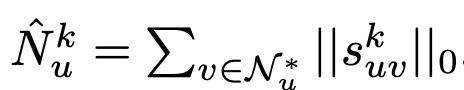 $\hat{N}_u^k = \sum_{v \in \mathcal{N}_u^*} ||s_{uv}^k||_0.$